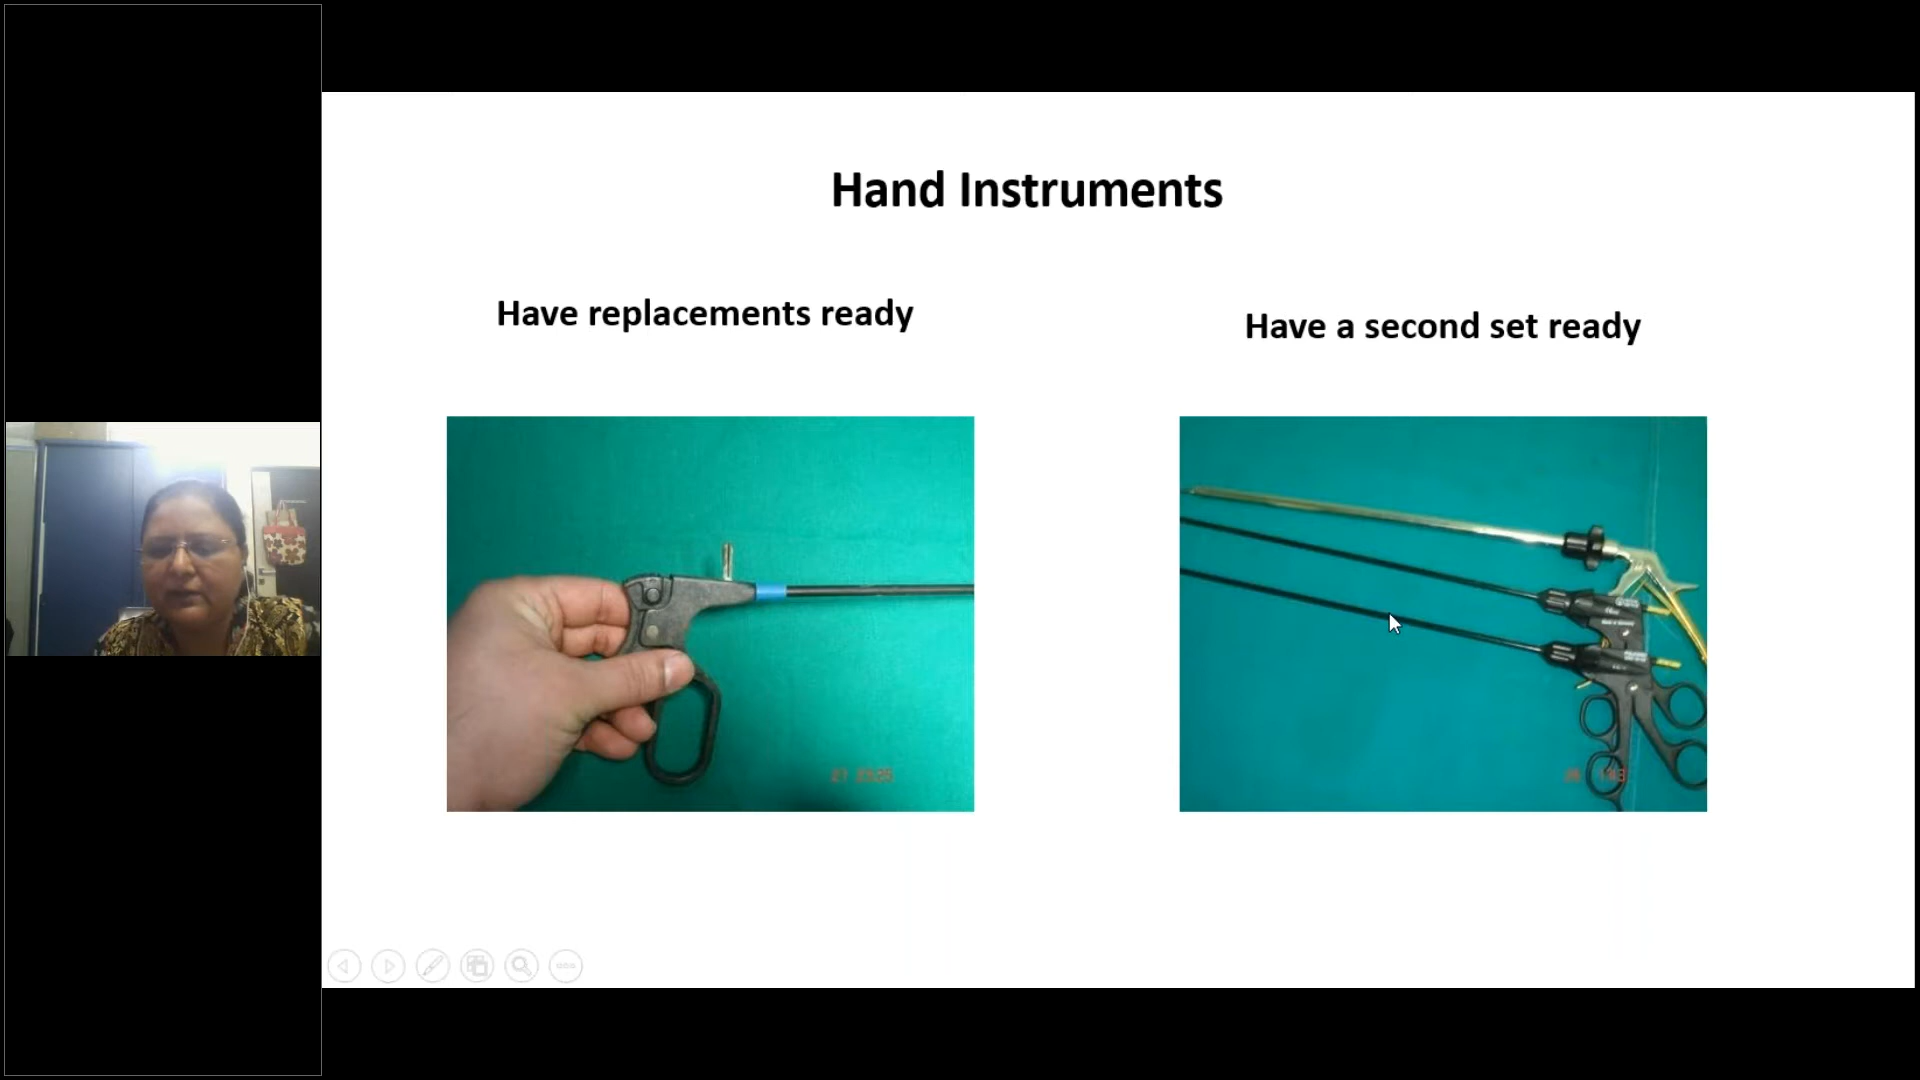 Hand Instruments
Have replacements ready
Have a second set ready